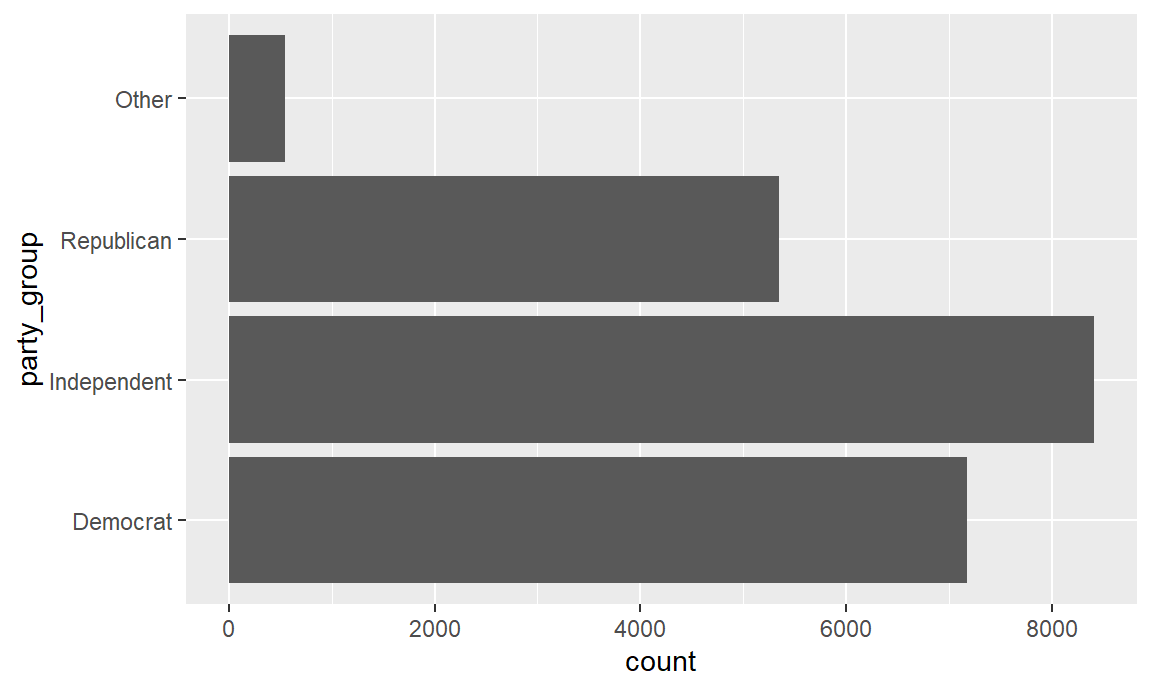 party_group
Other
Republican
Independent
Democrat
0 2000 4000 6000 8000
count